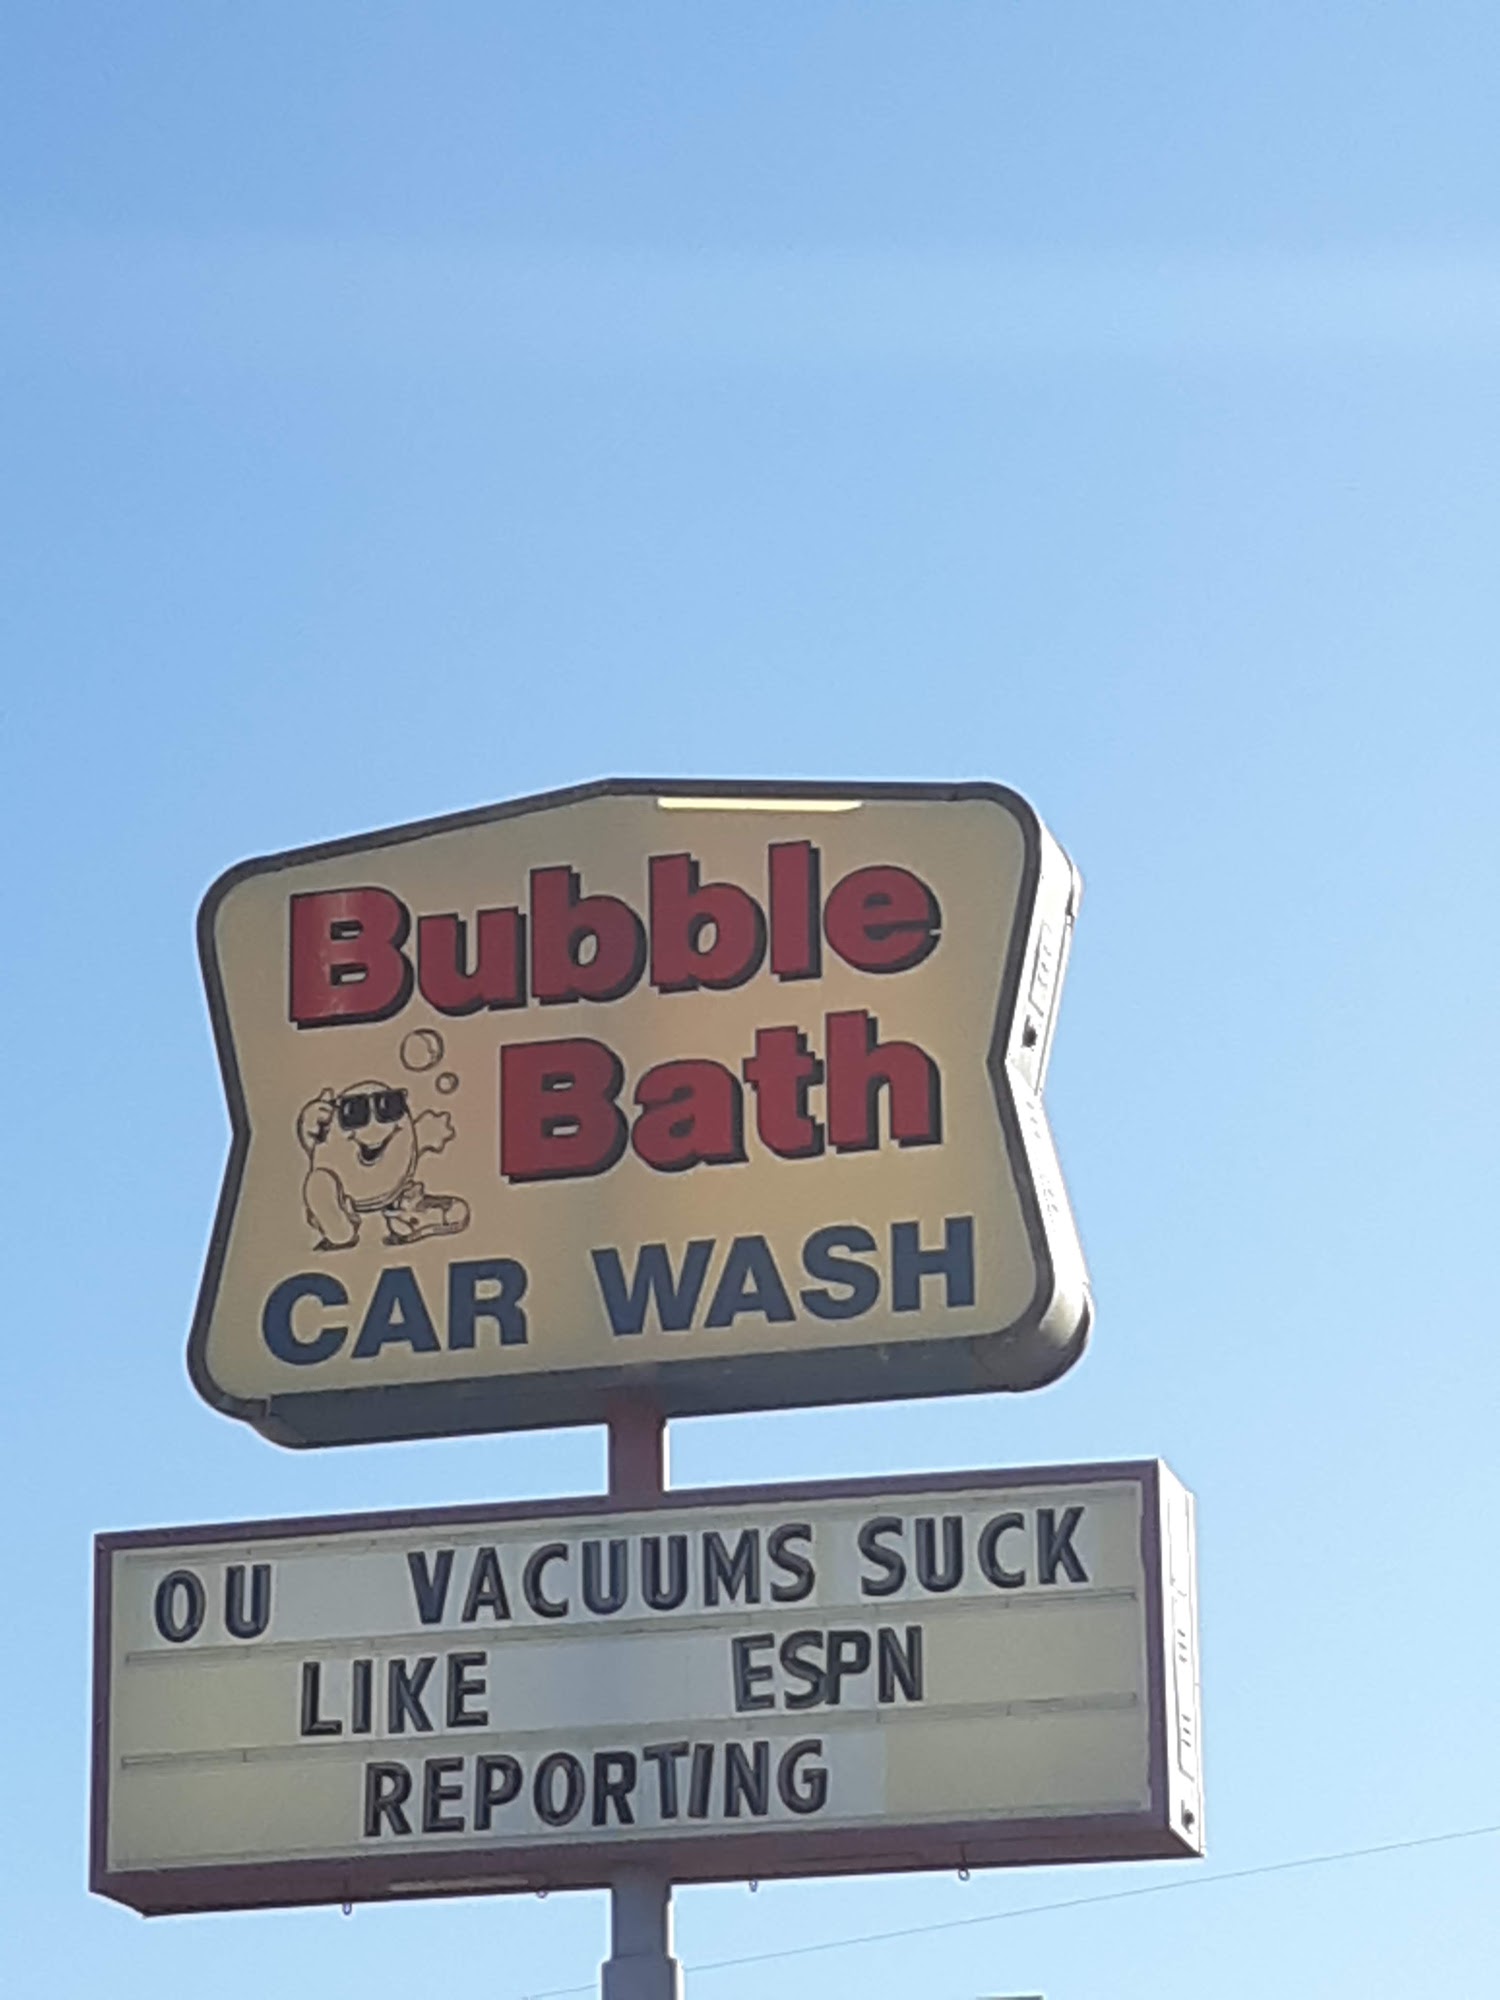 Bubble
Bath
CAR WASH
OU VACUUMS SUCK
LIKE ESPN
REPORTING